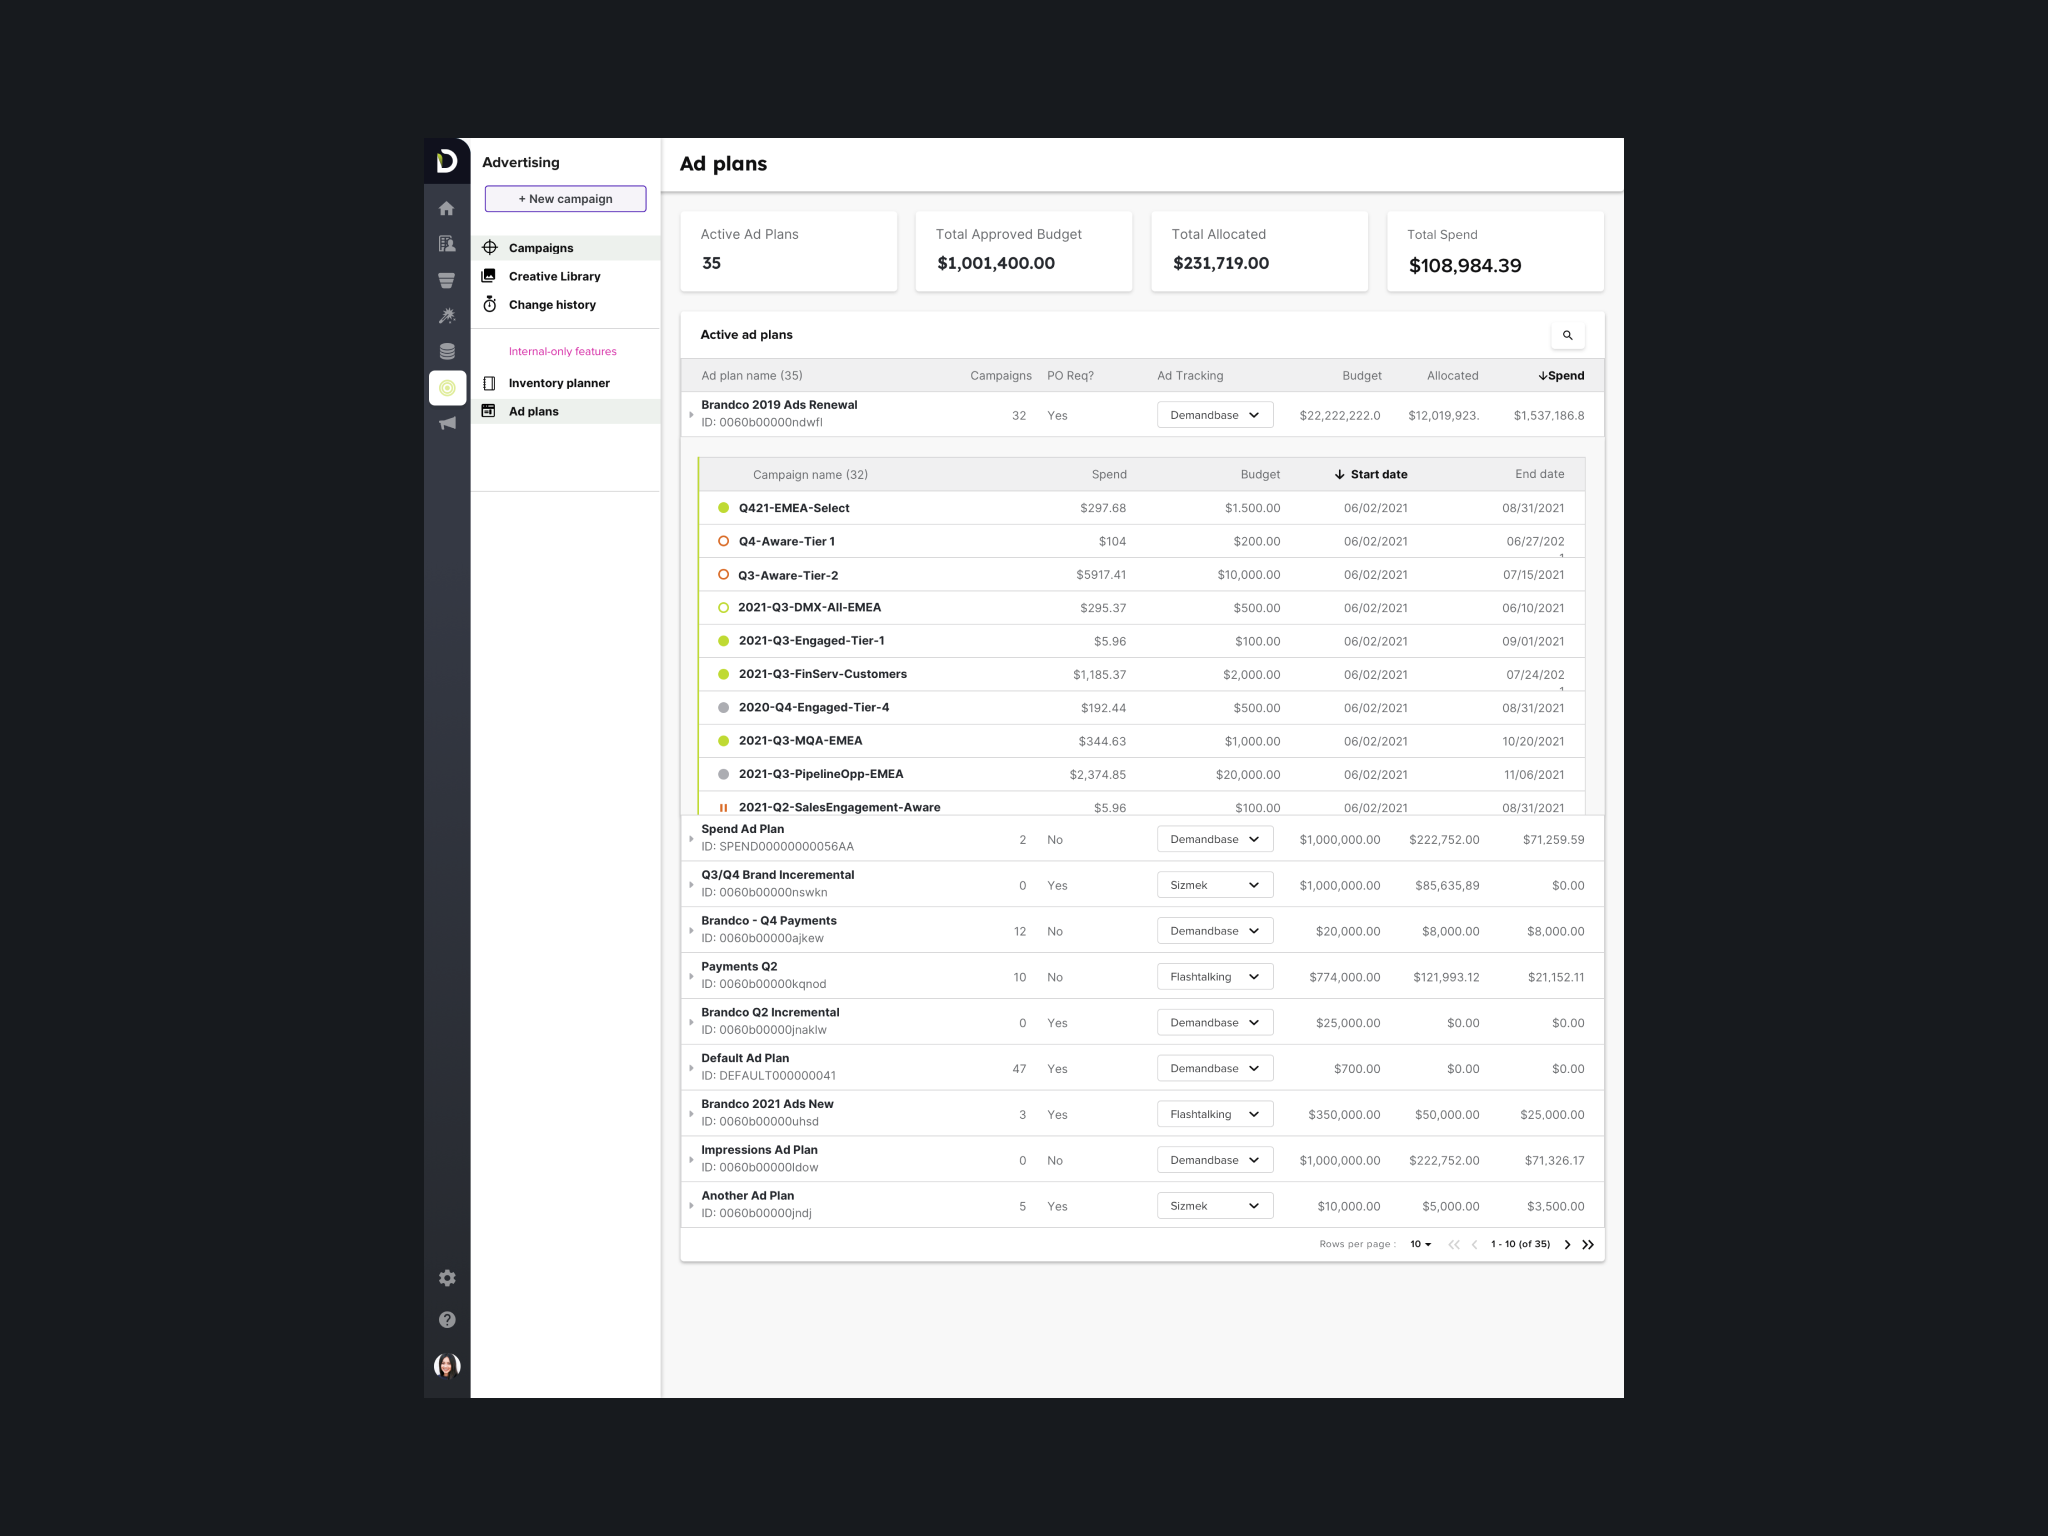 Advertising
+ New campaign
Campaigns
Creative Library
Change history
Internal-only features
Inventory planner
Ad plans
Ad plans
Active Ad Plans
35
Total Approved Budget
$1,001,400.00
Total Allocated
$231,719.00
Total Spend
$108,984.39
Active ad plans
Ad plan name (35) Campaigns PO Req? Ad Tracking Budget Allocated Spend
Brandco 2019 Ads Renewal
ID: 0060b00000ndwfl
32 Yes Demandbase $22,222,222.0 $12,019,923. $1,537,186.8
Campaign name (32) Spend Budget Start date End date
Q421-EMEA-Select $297.68 $1.500.00 06/02/2021 08/31/2021
Q4-Aware-Tier 1 $104 $200.00 06/02/2021 06/27/202
Q3-Aware-Tier-2 $5917.41 $10,000.00 06/02/2021 07/15/2021
2021-Q3-DMX-All-EMEA $295.37 $500.00 06/02/2021 06/10/2021
2021-Q3-Engaged-Tier-1 $5.96 $100.00 06/02/2021 09/01/2021
2021-Q3-FinServ-Customers $1,185.37 $2,000.00 06/02/2021 07/24/202
2020-Q4-Engaged-Tier-4 $192.44 $500.00 06/02/2021 08/31/2021
2021-Q3-MQA-EMEA $344.63 $1,000.00 06/02/2021 10/20/2021
2021-Q3-PipelineOpp-EMEA $2,374.85 $20,000.00 06/02/2021 11/06/2021
2021-Q2-SalesEngagement-Aware $5.96 $100.00 06/02/2021 08/31/2021
Spend Ad Plan
ID: SPEND00000000056AA
2 No Demandbase $1,000,000.00 $222,752.00 $71,259.59
Q3/Q4 Brand Inceremental
ID: 0060b00000nswkn
0 Yes Sizmek $1,000,000.00 $85,635,89 $0.00
Brandco - Q4 Payments
ID: 0060b00000ajkew
12 No Demandbase $20,000.00 $8,000.00 $8,000.00
Payments Q2
ID: 0060b00000kqnod
10 No Flashtalking $774,000.00 $121,993.12 $21,152.11
Brandco Q2 Incremental
ID: 0060b00000jnaklw
0 Yes Demandbase $25,000.00 $0.00 $0.00
Default Ad Plan
ID: DEFAULT000000041
47 Yes Demandbase $700.00 $0.00 $0.00
Brandco 2021 Ads New
ID: 0060b00000uhsd
3 Yes Flashtalking $350,000.00 $50,000.00 $25,000.00
Impressions Ad Plan
ID: 0060b00000ldow
0 No Demandbase $1,000,000.00 $222,752.00 $71,326.17
Another Ad Plan
ID: 0060b00000jndj
5 Yes Sizmek $10,000.00 $5,000.00 $3,500.00
Rows per page : 10 1 - 10 (of 35)